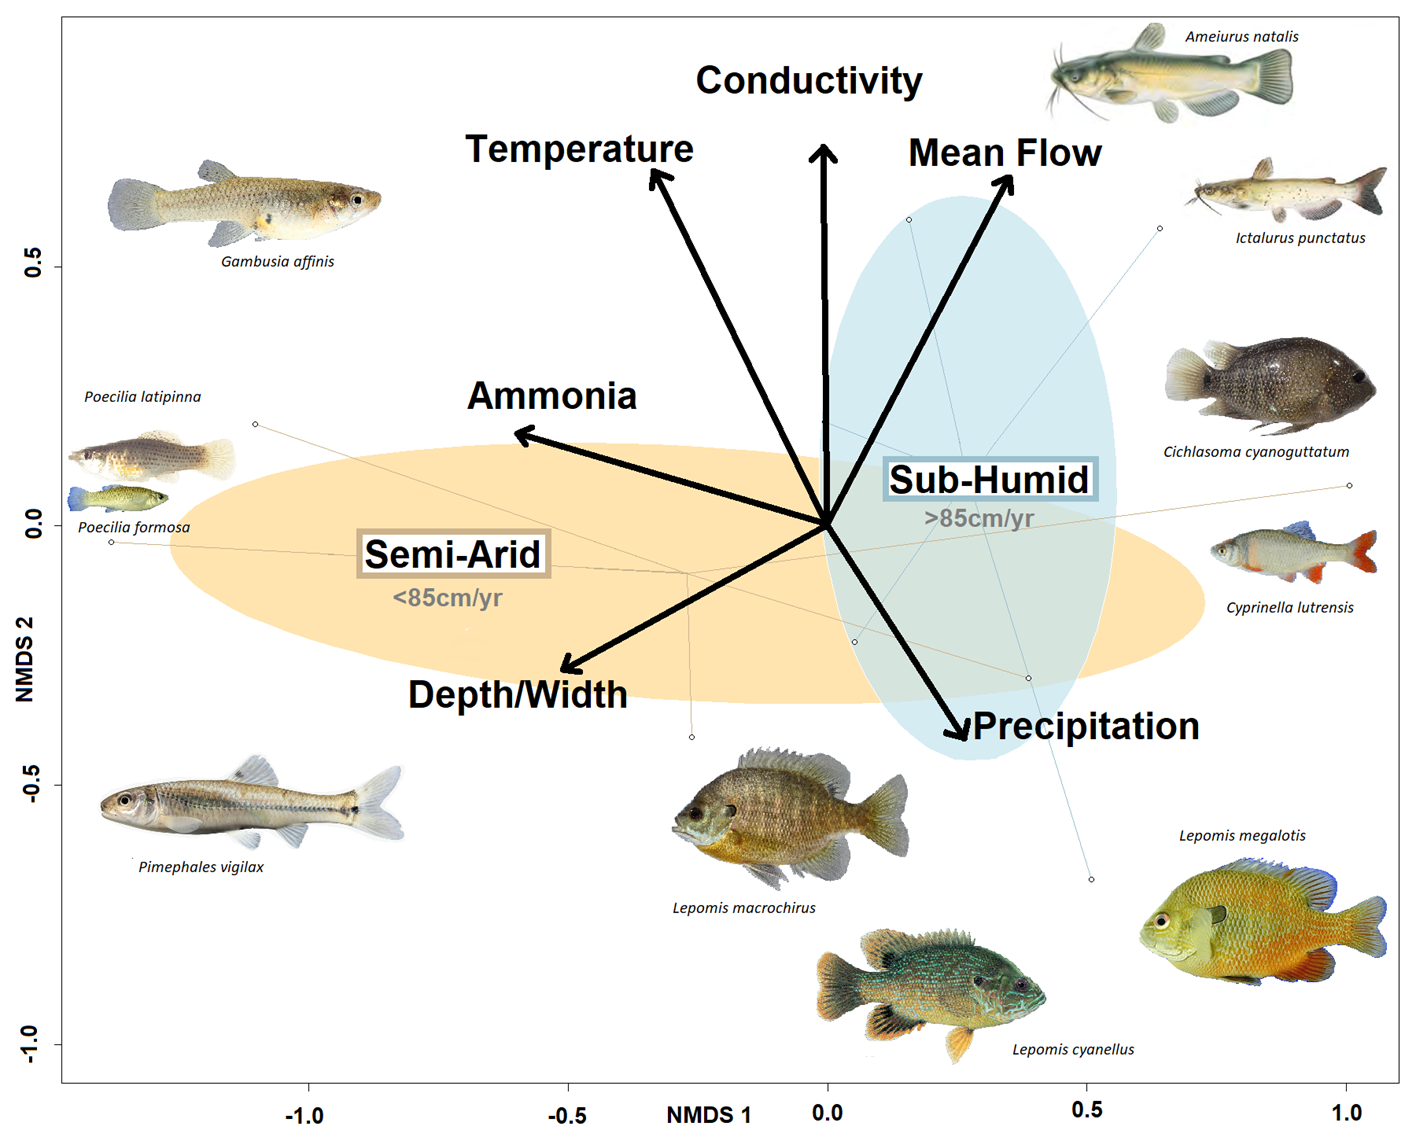 Ameiurus natalis
Conductivity
Temperature
Mean Flow
Gambusia affinis
Ictalurus punctatus
0.5
Poecilia latipinna
Ammonia
Cichlasoma cyanoguttatum
Sub-Humid
>85cm/yr
Poecilia formosa
0.0
Semi-Arid
<85cm/yr
Cyprinella lutrensis
NMDS 2
Depth/Width
Precipitation
-0.5
Pimephales vigilax
Lepomis macrochirus
Lepomis megalotis
Lepomis cyanellus
-1.0
-1.0
-0.5
NMDS 1
0.0
0.5
1.0